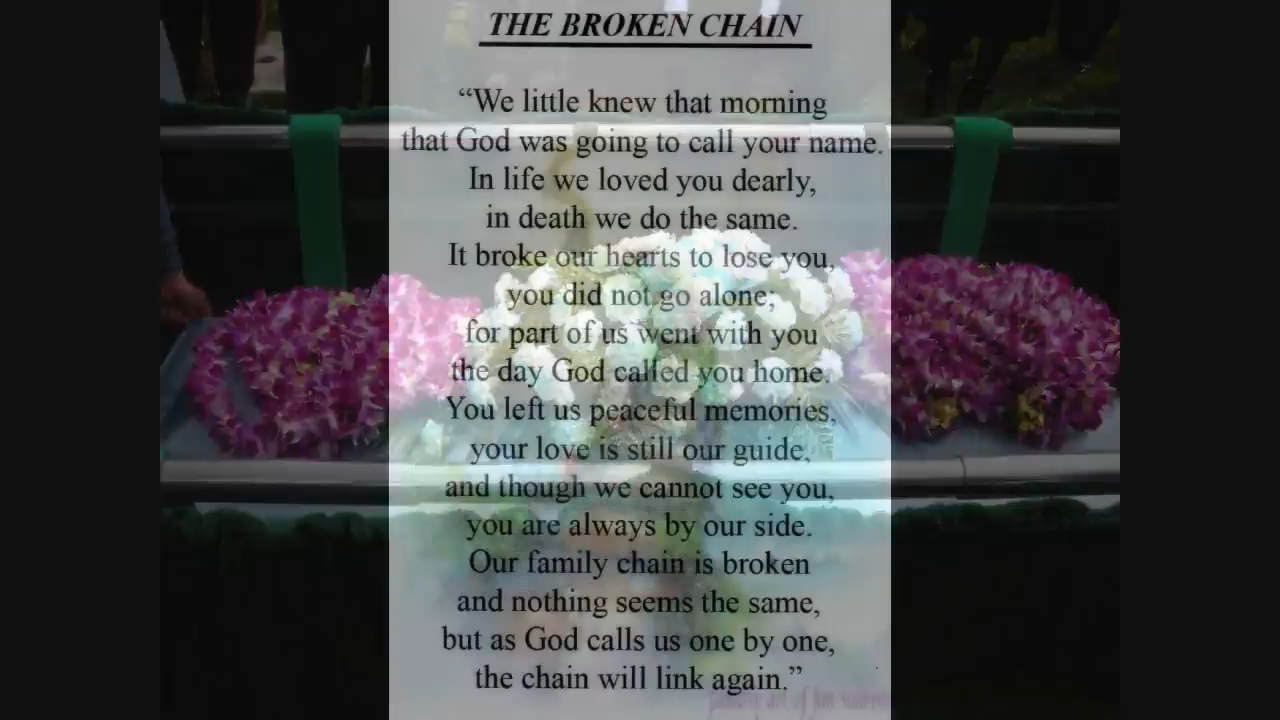 THE BROKEN CHAIN
“We little knew that morning
that God was going to call your name.
In life we loved you dearly,
in death we do the same.
It broke our hearts to lose you,
you did not go alone;
for part of us went with you
the day God called you home.
You left us peaceful memories,
your love is still our guide,
and though we cannot see you,
you are always by our side.
Our family chain is broken
and nothing seems the same,
but as God calls us one by one,
the chain will link again.”